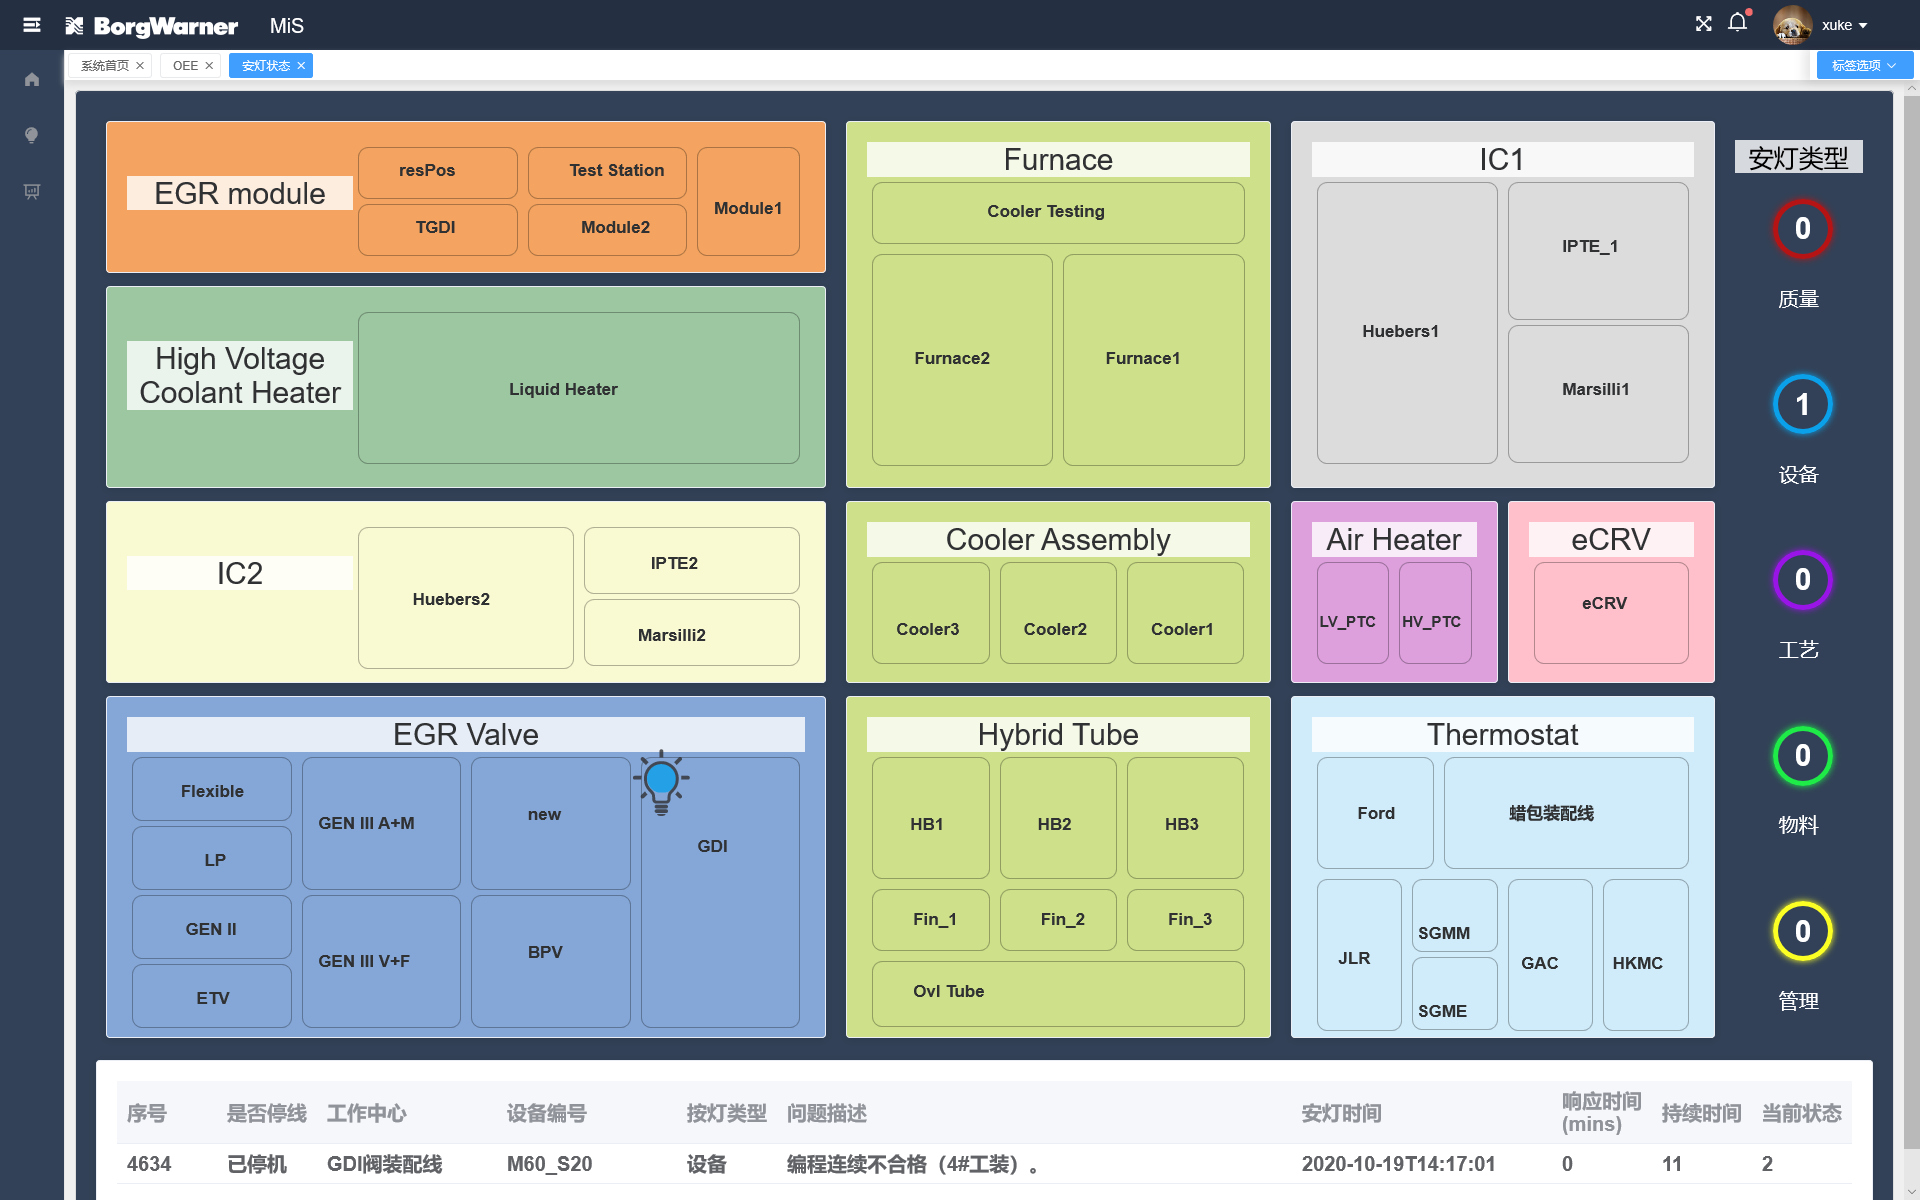 BorgWarner
MiS
xuke
系统首页
OEE
安灯状态
标签选项
EGR module
resPos
Test Station
Module1
TGDI
Module2
High Voltage
Coolant Heater
Liquid Heater
IC2
Huebers2
IPTE2
Marsilli2
EGR Valve
Flexible
LP
GEN II
ETV
GEN III A+M
GEN III V+F
new
BPV
GDI
Furnace
Cooler Testing
Furnace2
Furnace1
Cooler Assembly
Cooler3
Cooler2
Cooler1
Hybrid Tube
HB1
HB2
HB3
Fin_1
Fin_2
Fin_3
Ovl Tube
IC1
Huebers1
IPTE_1
Marsilli1
Air Heater
LV_PTC
HV_PTC
eCRV
eCRV
Thermostat
Ford
蜡包装配线
JLR
SGMM
SGME
GAC
HKMC
安灯类型
0
质量
1
设备
0
工艺
0
物料
0
管理
序号 是否停线 工作中心 设备编号 按灯类型 问题描述 安灯时间 响应时间 (mins) 持续时间 当前状态
4634 已停机 GDI阀装配线 M60_S20 设备 编程连续不合格（4#工装）。 2020-10-19T14:17:01 0 11 2